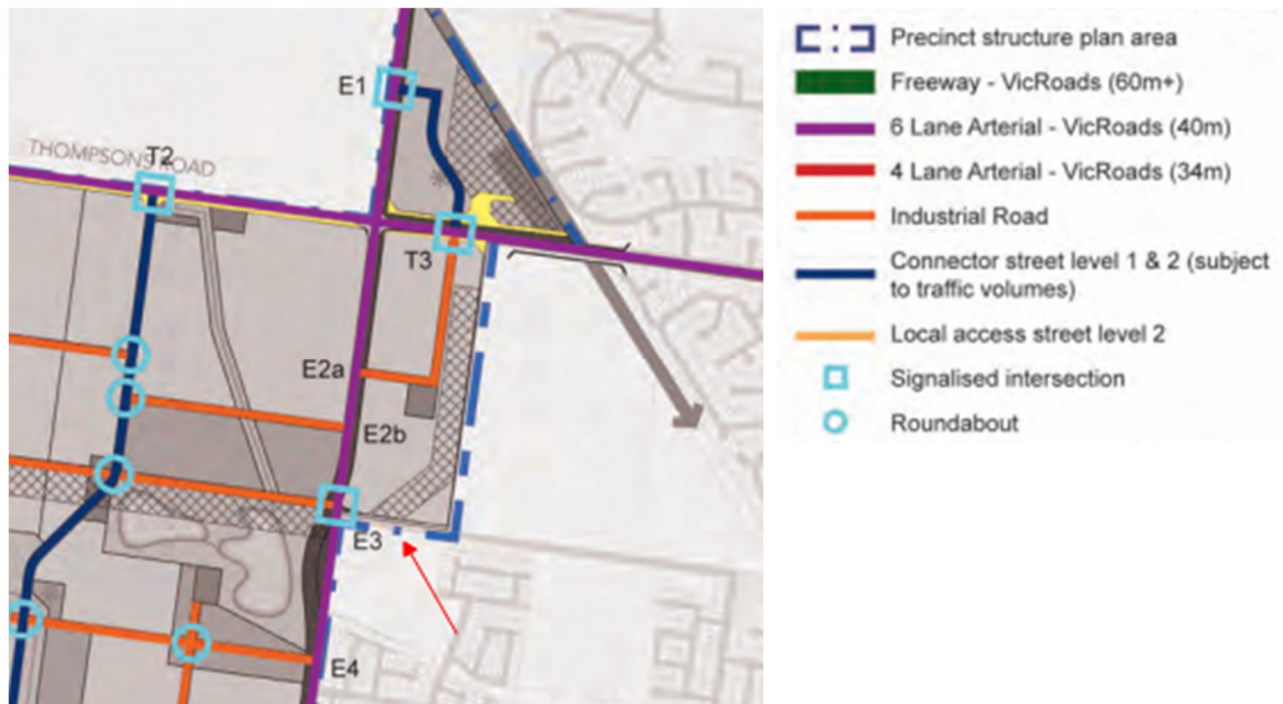 E1
THOMPSONS ROAD
T2
T3
E2a
E2b
E3
E4
Precinct structure plan area
Freeway - VicRoads (60m+)
6 Lane Arterial - VicRoads (40m)
4 Lane Arterial - VicRoads (34m)
Industrial Road
Connector street level 1 & 2 (subject
to traffic volumes)
Local access street level 2
Signalised intersection
Roundabout